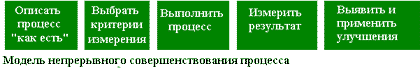 Описать
процесс
"как есть"
Выбрать
критерии
измерения
Выполнить
процесс
Измерить
результат
Выявить и
применить
улучшения
Модель непрерывного совершенствования процесса